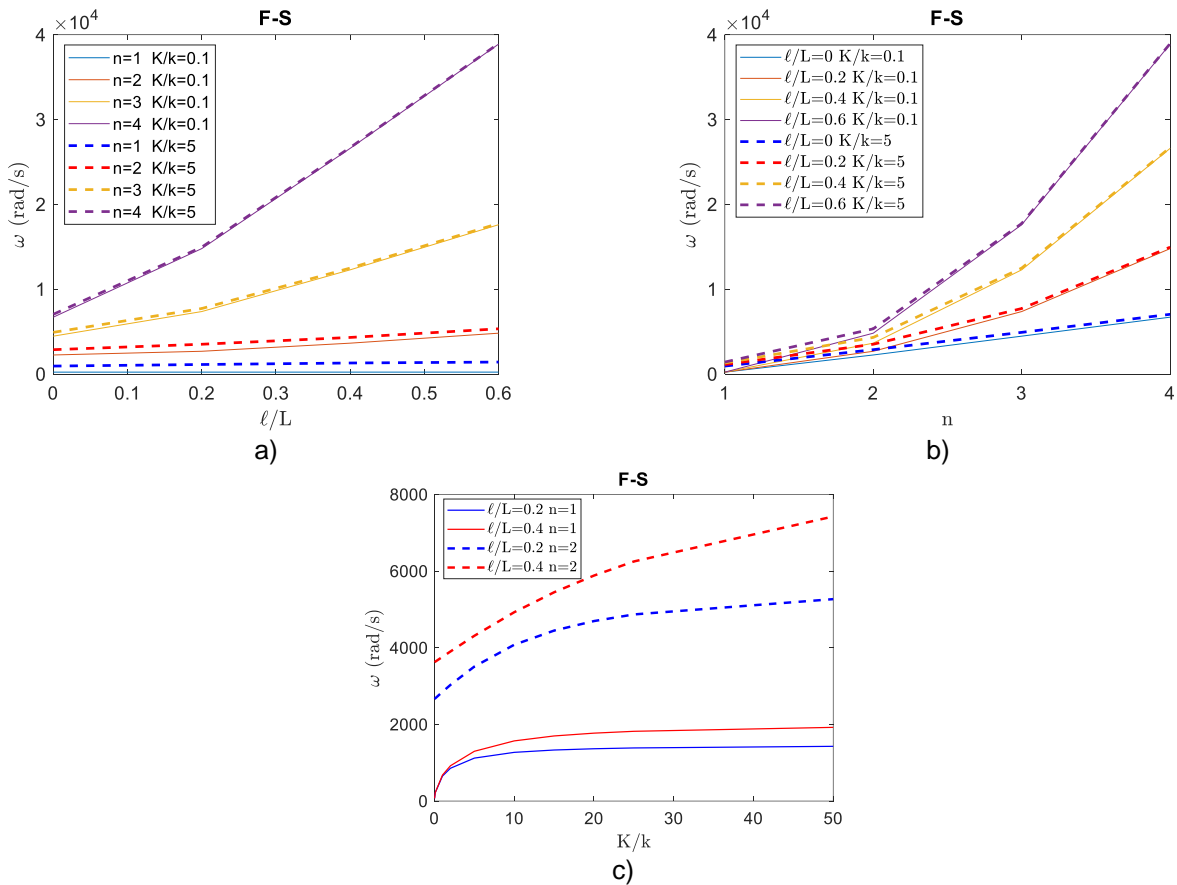 F-S
×10⁴
n=1 K/k=0.1
n=2 K/k=0.1
n=3 K/k=0.1
n=4 K/k=0.1
n=1 K/k=5
n=2 K/k=5
n=3 K/k=5
n=4 K/k=5
4
3
2
1
0
ω (rad/s)
0 0.1 0.2 0.3 0.4 0.5 0.6
ℓ/L
a)
F-S
×10⁴
ℓ/L=0 K/k=0.1
ℓ/L=0.2 K/k=0.1
ℓ/L=0.4 K/k=0.1
ℓ/L=0.6 K/k=0.1
ℓ/L=0 K/k=5
ℓ/L=0.2 K/k=5
ℓ/L=0.4 K/k=5
ℓ/L=0.6 K/k=5
4
3
2
1
0
ω (rad/s)
1 2 3 4
n
b)
F-S
ℓ/L=0.2 n=1
ℓ/L=0.4 n=1
ℓ/L=0.2 n=2
ℓ/L=0.4 n=2
8000
6000
4000
2000
0
ω (rad/s)
0 10 20 30 40 50
K/k
c)